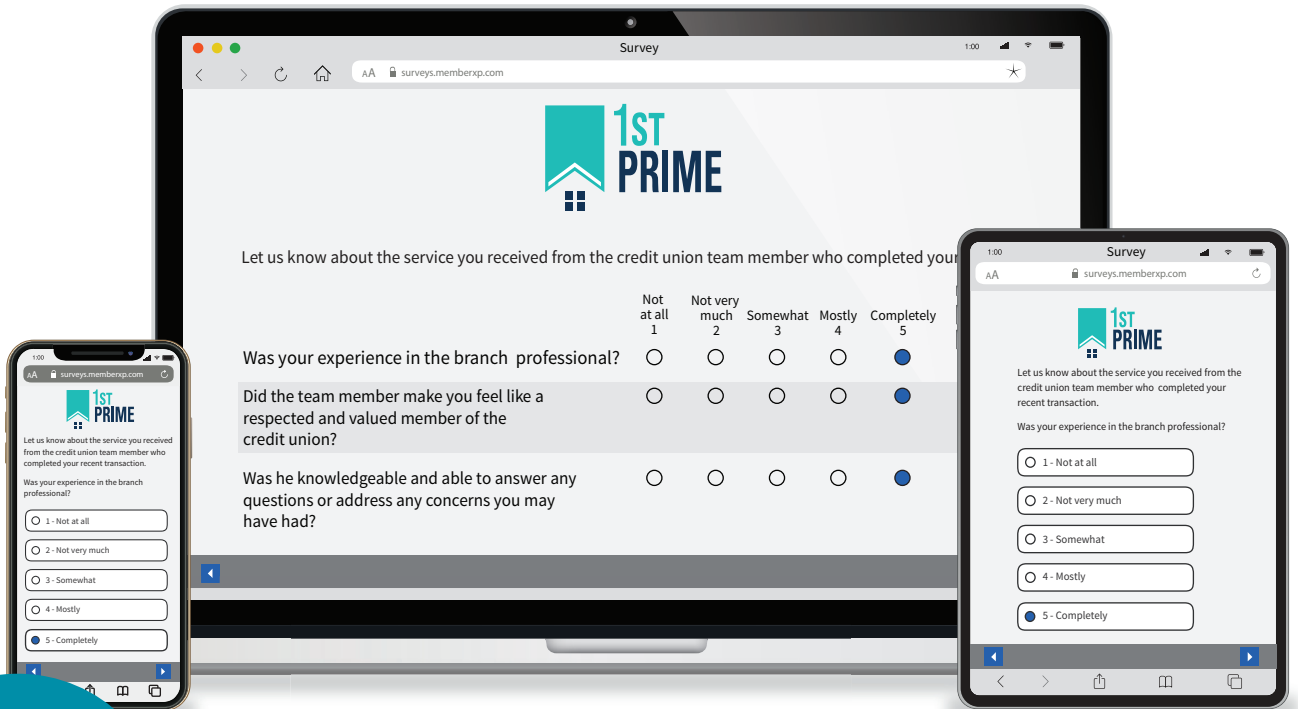 Survey
1:00
AA surveys.memberxp.com
1ST
PRIME
Let us know about the service you received from the credit union team member who completed your
Not at all 1
Not very much 2
Somewhat 3
Mostly 4
Completely 5
Was your experience in the branch professional?
Did the team member make you feel like a
respected and valued member of the
credit union?
Was he knowledgeable and able to answer any
questions or address any concerns you may
have had?
1:00
AA surveys.memberxp.com
1ST
PRIME
Let us know about the service you received
from the credit union team member who
completed your recent transaction.
Was your experience in the branch
professional?
1 - Not at all
2 - Not very much
3 - Somewhat
4 - Mostly
5 - Completely
1:00
Survey
AA surveys.memberxp.com
1ST
PRIME
Let us know about the service you received from the
credit union team member who completed your
recent transaction.
Was your experience in the branch professional?
1 - Not at all
2 - Not very much
3 - Somewhat
4 - Mostly
5 - Completely